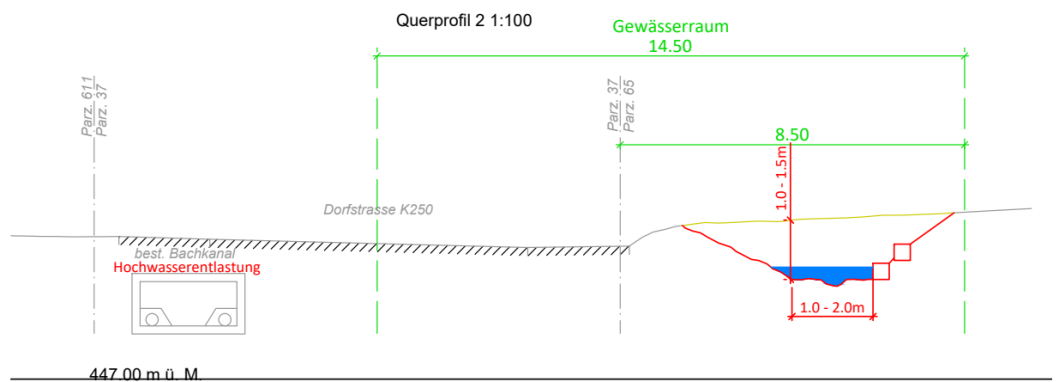 Querprofil 2 1:100
Gewässerraum
14.50
Parz. 611
Parz. 37
Parz. 37
Parz. 65
8.50
1.0 - 1.5m
Dorfstrasse K250
best. Bachkanal
Hochwasserentlastung
1.0 - 2.0m
447.00 m ü. M.